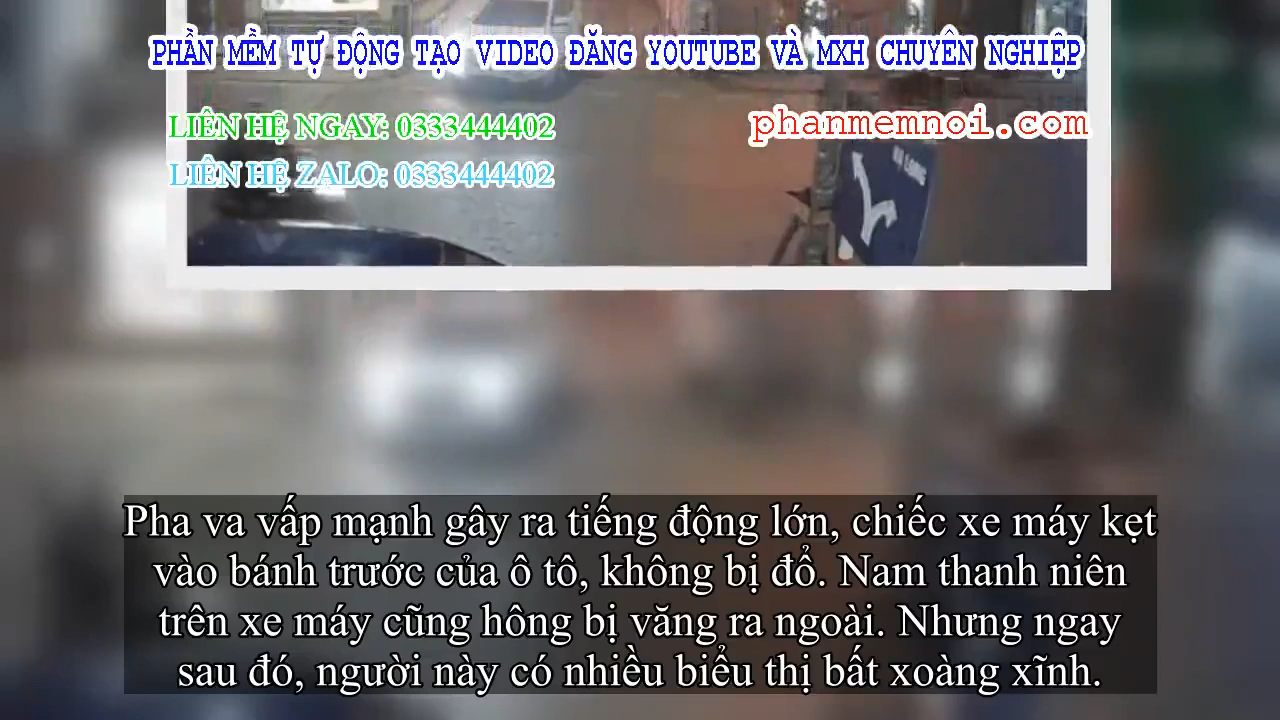 PHẦN MỀM TỰ ĐỘNG TẠO VIDEO ĐĂNG YOUTUBE VÀ MXH CHUYÊN NGHIỆP
LIÊN HỆ NGAY: 0333444402
phanmemnoi.com
LIÊN HỆ ZALO: 0333444402
HẠ LONG
Pha va vấp mạnh gây ra tiếng động lớn, chiếc xe máy kẹt
vào bánh trước của ô tô, không bị đổ. Nam thanh niên
trên xe máy cũng hông bị văng ra ngoài. Nhưng ngay
sau đó, người này có nhiều biểu thị bất xoàng xĩnh.